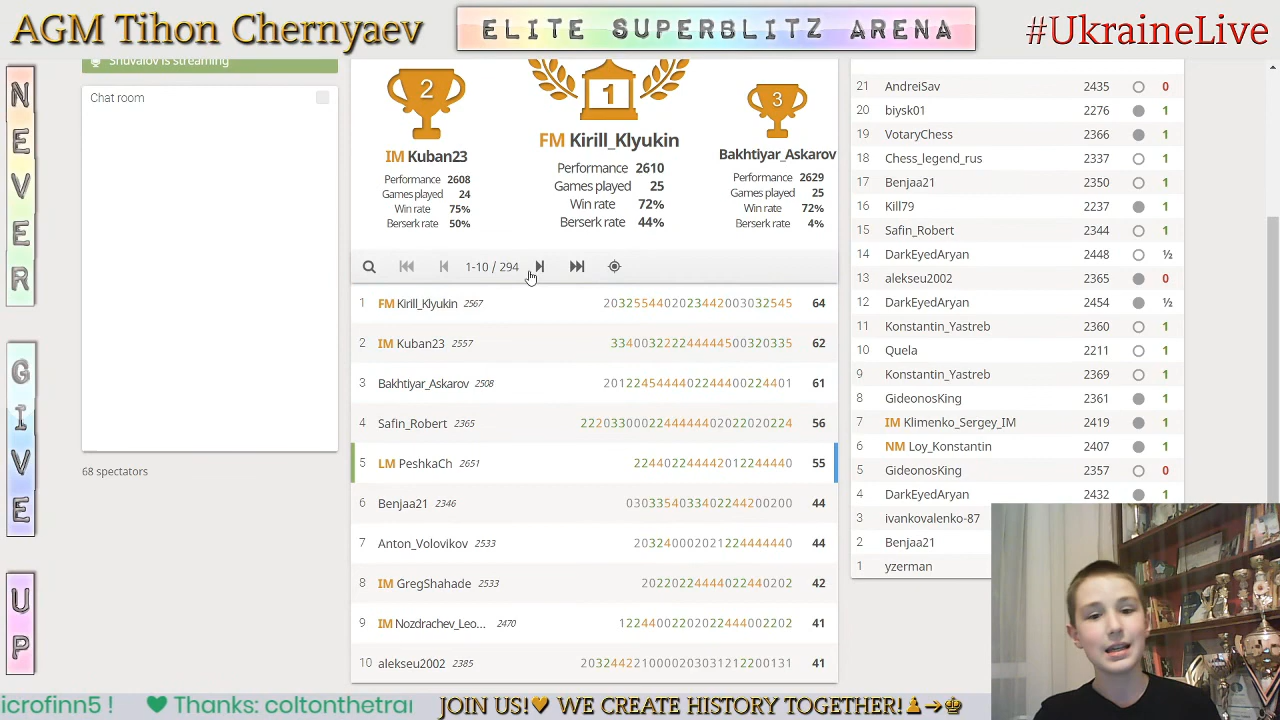 AGM Tihon Chernyaev
ELITE SUPERBLITZ ARENA
#UkraineLive
NEVER
GIVE
UP
Shuvalov is streaming
Chat room
68 spectators
2
1
3
IM Kuban23
Performance 2608
Games played 24
Win rate 75%
Berserk rate 50%
FM Kirill_Klyukin
Performance 2610
Games played 25
Win rate 72%
Berserk rate 44%
Bakhtiyar_Askarov
Performance 2629
Games played 25
Win rate 72%
Berserk rate 4%
1-10 / 294
1 FM Kirill_Klyukin 2567 2032554402023442003032545 64
2 IM Kuban23 2557 334003222244444500320335 62
3 Bakhtiyar_Askarov 2508 2012245444402244400224401 61
4 Safin_Robert 2365 2220330002244444402022020224 56
5 LM PeshkaCh 2651 224402244442012244440 55
6 Benjaa21 2346 0303354033402244200200 44
7 Anton_Volovikov 2533 203240002021224444440 44
8 IM GregShahade 2533 20220224444022440202 42
9 IM Nozdrachev_Leo... 2470 12244002202022444002202 41
10 alekseu2002 2385 2032442210000203031212200131 41
21 AndreiSav 2435 0
20 biysk01 2276 1
19 VotaryChess 2366 1
18 Chess_legend_rus 2337 1
17 Benjaa21 2350 1
16 Kill79 2237 1
15 Safin_Robert 2344 1
14 DarkEyedAryan 2448 ½
13 alekseu2002 2365 0
12 DarkEyedAryan 2454 ½
11 Konstantin_Yastreb 2360 1
10 Quela 2211 1
9 Konstantin_Yastreb 2369 1
8 GideonosKing 2361 1
7 IM Klimenko_Sergey_IM 2419 1
6 NM Loy_Konstantin 2407 1
5 GideonosKing 2357 0
4 DarkEyedAryan 2432 1
3 ivankovalenko-87
2 Benjaa21
1 yzerman
icrofinn5 ! Thanks: coltonthetra
JOIN US! WE CREATE HISTORY TOGETHER!